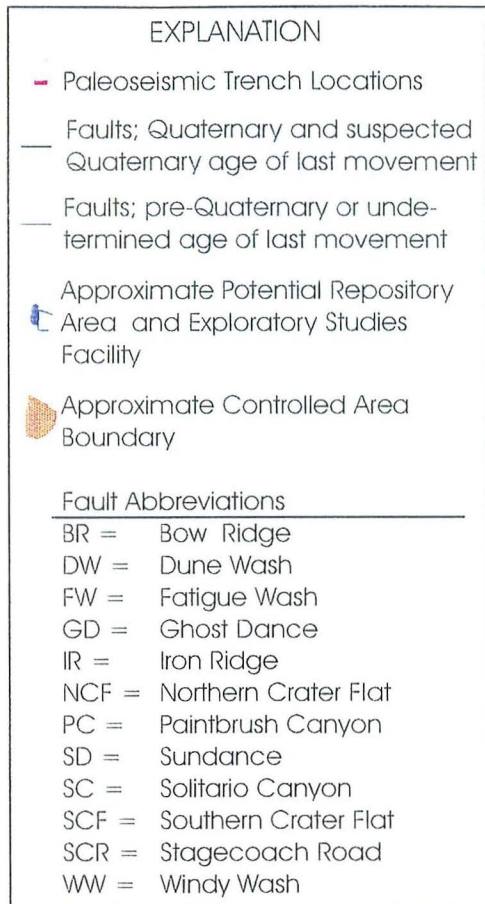 EXPLANATION
Paleoseismic Trench Locations
Faults; Quaternary and suspected
Quaternary age of last movement
Faults; pre-Quaternary or unde-
termined age of last movement
Approximate Potential Repository
Area and Exploratory Studies
Facility
Approximate Controlled Area
Boundary
Fault Abbreviations
BR = Bow Ridge
DW = Dune Wash
FW = Fatigue Wash
GD = Ghost Dance
IR = Iron Ridge
NCF = Northern Crater Flat
PC = Paintbrush Canyon
SD = Sundance
SC = Solitario Canyon
SCF = Southern Crater Flat
SCR = Stagecoach Road
WW = Windy Wash